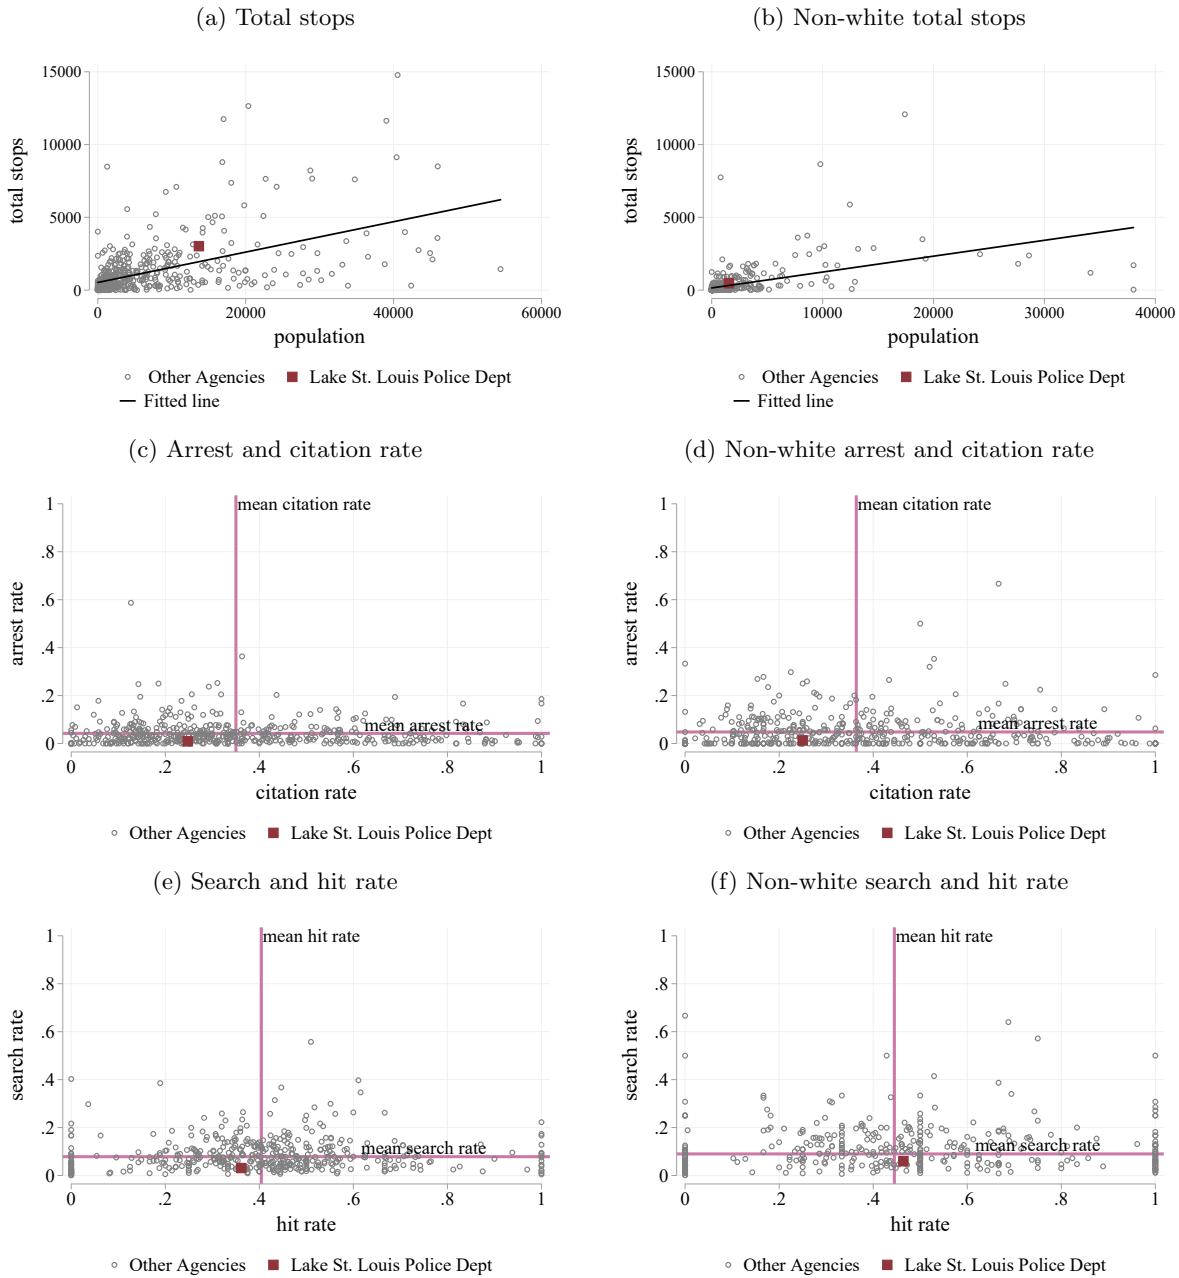 (a) Total stops
(b) Non-white total stops
15000
10000
5000
0
total stops
0 20000 40000 60000
population
Other Agencies Lake St. Louis Police Dept
Fitted line
15000
10000
5000
0
total stops
0 10000 20000 30000 40000
population
Other Agencies Lake St. Louis Police Dept
Fitted line
(c) Arrest and citation rate
(d) Non-white arrest and citation rate
1
.8
.6
.4
.2
0
arrest rate
mean citation rate
mean arrest rate
0 .2 .4 .6 .8 1
citation rate
Other Agencies Lake St. Louis Police Dept
1
.8
.6
.4
.2
0
arrest rate
mean citation rate
mean arrest rate
0 .2 .4 .6 .8 1
citation rate
Other Agencies Lake St. Louis Police Dept
(e) Search and hit rate
(f) Non-white search and hit rate
1
.8
.6
.4
.2
0
search rate
mean hit rate
mean search rate
0 .2 .4 .6 .8 1
hit rate
Other Agencies Lake St. Louis Police Dept
1
.8
.6
.4
.2
0
search rate
mean hit rate
mean search rate
0 .2 .4 .6 .8 1
hit rate
Other Agencies Lake St. Louis Police Dept